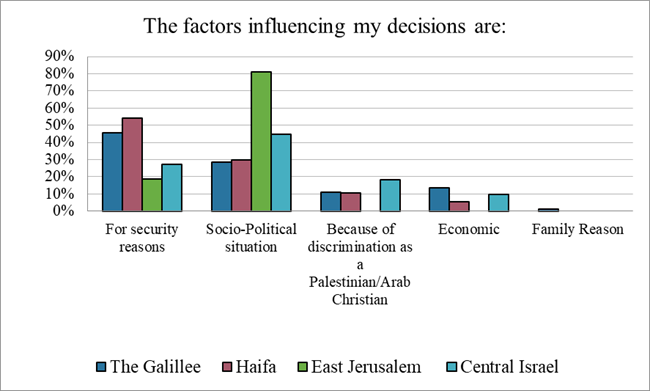 The factors influencing my decisions are:
90%
80%
70%
60%
50%
40%
30%
20%
10%
0%
For security
reasons
Socio-Political
situation
Because of
discrimination as
a
Palestinian/Arab
Christian
Economic
Family Reason
The Galillee
Haifa
East Jerusalem
Central Israel